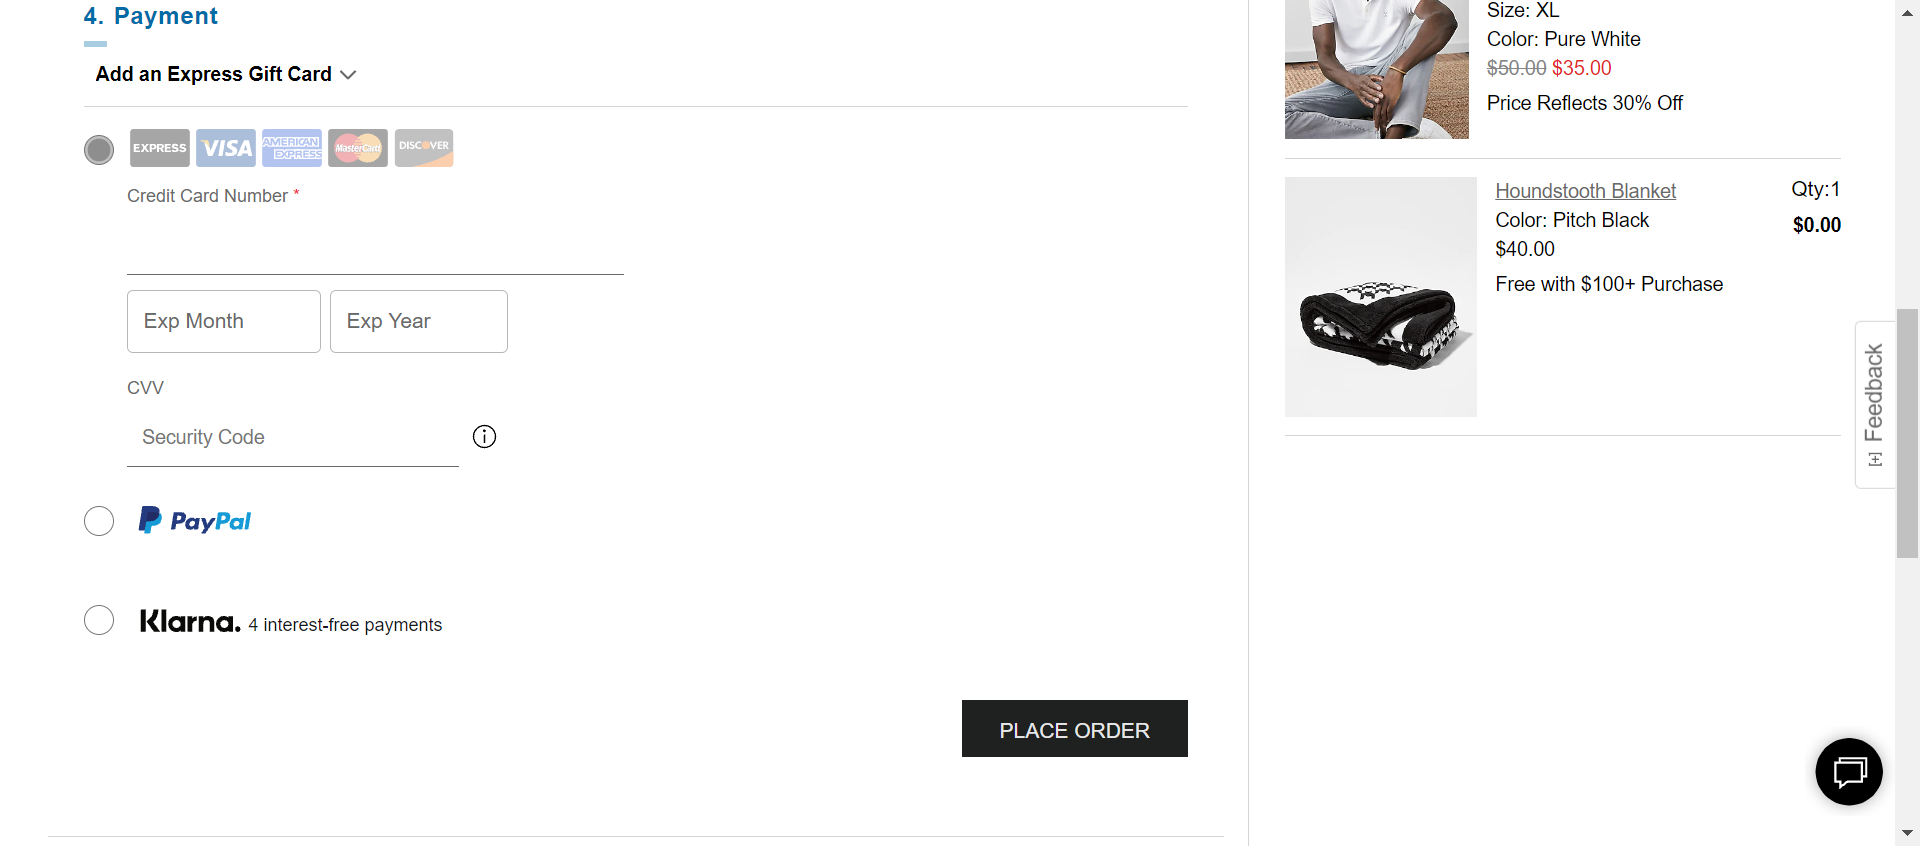 4. Payment
Add an Express Gift Card
EXPRESS VISA AMERICAN EXPRESS MasterCard DISCOVER
Credit Card Number *
Exp Month Exp Year
CVV
Security Code
PayPal
Klarna. 4 interest-free payments
PLACE ORDER
Size: XL
Color: Pure White
$50.00 $35.00
Price Reflects 30% Off
Houndstooth Blanket Qty:1
Color: Pitch Black $0.00
$40.00
Free with $100+ Purchase
[+] Feedback